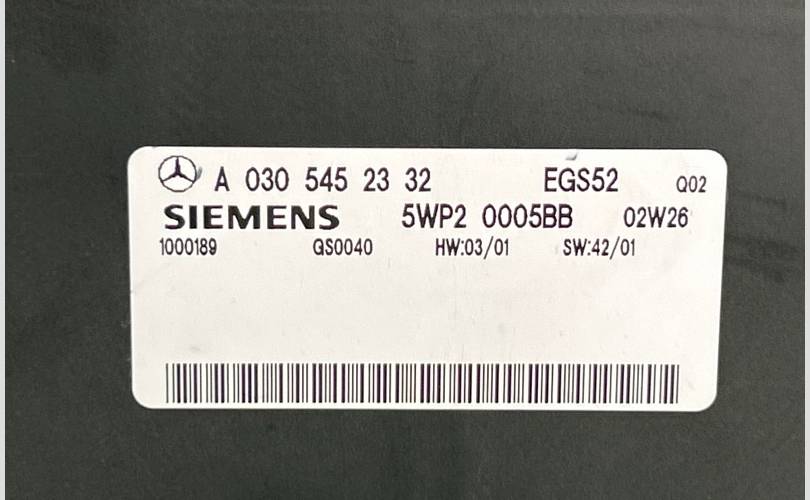 A 030 545 23 32 EGS52 Q02
SIEMENS 5WP2 0005BB 02W26
1000189 QS0040 HW:03/01 SW:42/01